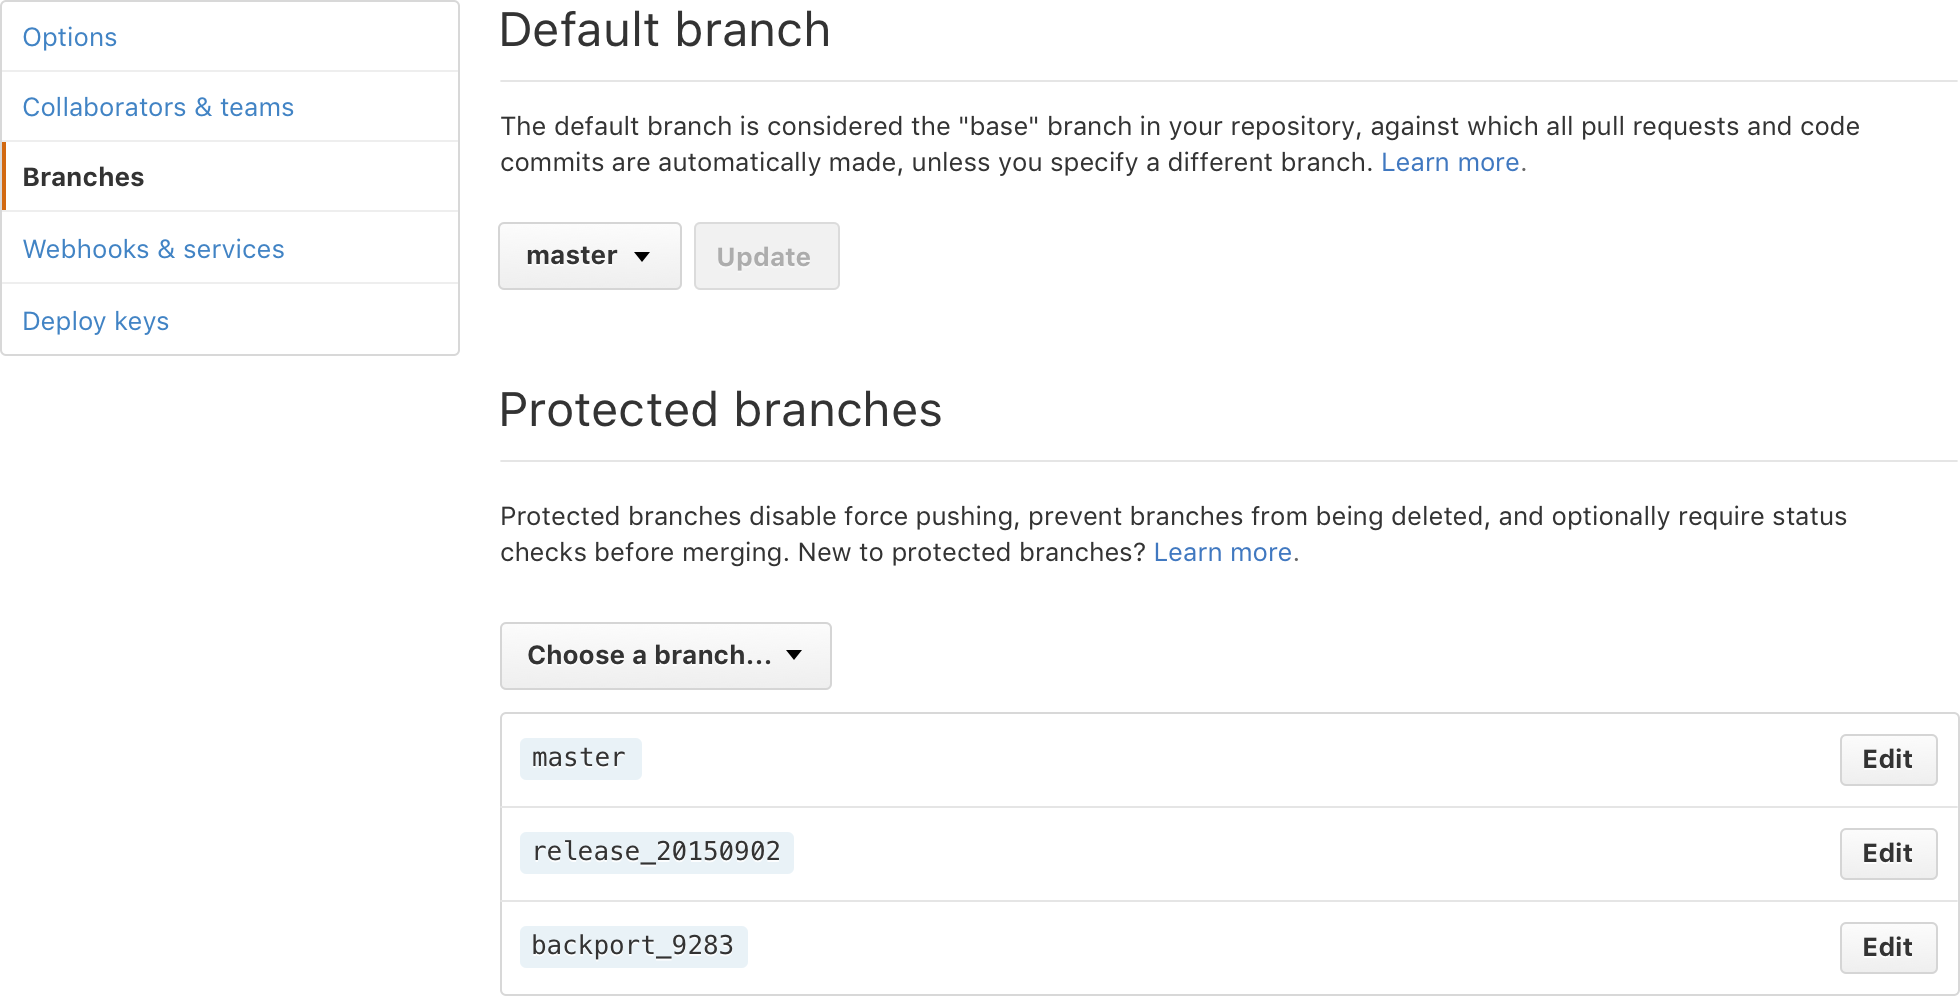 Options
Collaborators & teams
Branches
Webhooks & services
Deploy keys
Default branch
The default branch is considered the "base" branch in your repository, against which all pull requests and code
commits are automatically made, unless you specify a different branch. Learn more.
master
Update
Protected branches
Protected branches disable force pushing, prevent branches from being deleted, and optionally require status
checks before merging. New to protected branches? Learn more.
Choose a branch...
master
Edit
release_20150902
Edit
backport_9283
Edit